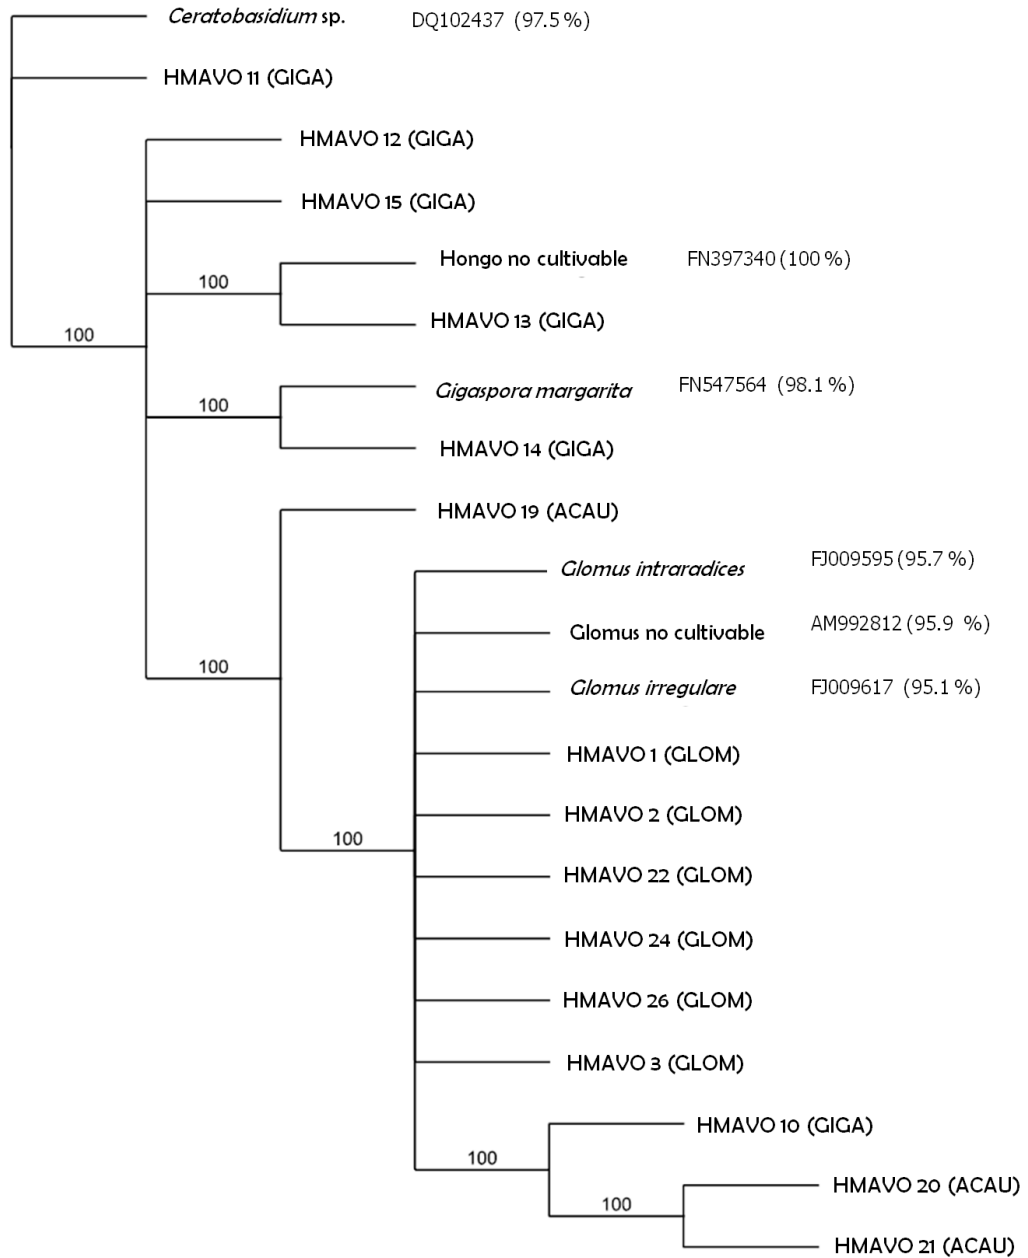 Ceratobasidium sp. DQ102437 (97.5 %)
HMAVO 11 (GIGA)
HMAVO 12 (GIGA)
HMAVO 15 (GIGA)
Hongo no cultivable FN397340 (100 %)
100
HMAVO 13 (GIGA)
100
Gigaspora margarita FN547564 (98.1 %)
100
HMAVO 14 (GIGA)
HMAVO 19 (ACAU)
Glomus intraradices FJ009595 (95.7 %)
Glomus no cultivable AM992812 (95.9 %)
100
Glomus irregulare FJ009617 (95.1 %)
HMAVO 1 (GLOM)
HMAVO 2 (GLOM)
100
HMAVO 22 (GLOM)
HMAVO 24 (GLOM)
HMAVO 26 (GLOM)
HMAVO 3 (GLOM)
HMAVO 10 (GIGA)
100
HMAVO 20 (ACAU)
100
HMAVO 21 (ACAU)